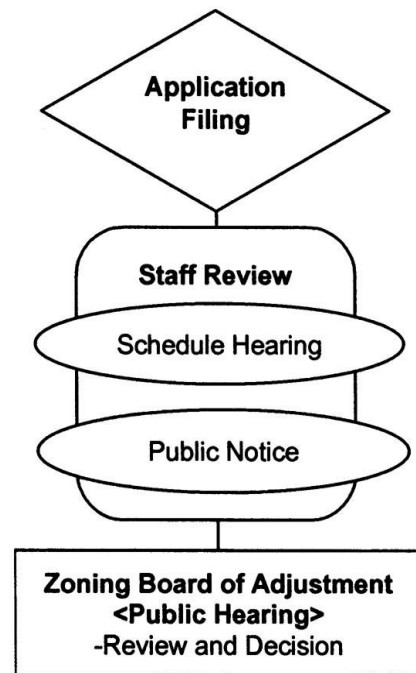 Application
Filing
Staff Review
Schedule Hearing
Public Notice
Zoning Board of Adjustment
<Public Hearing>
-Review and Decision